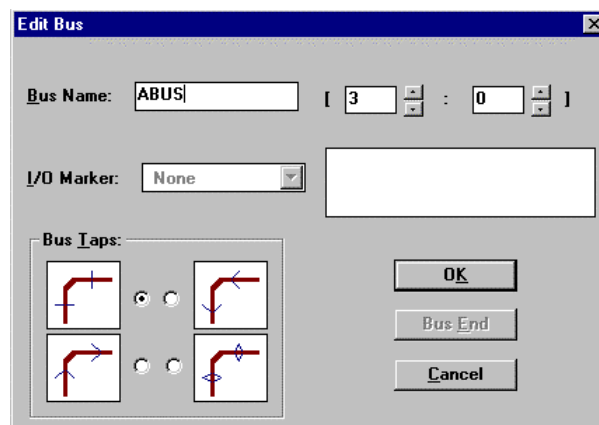 Edit Bus
Bus Name: ABUS [ 3 : 0 ]
I/O Marker: None
Bus Taps:
OK
Bus End
Cancel